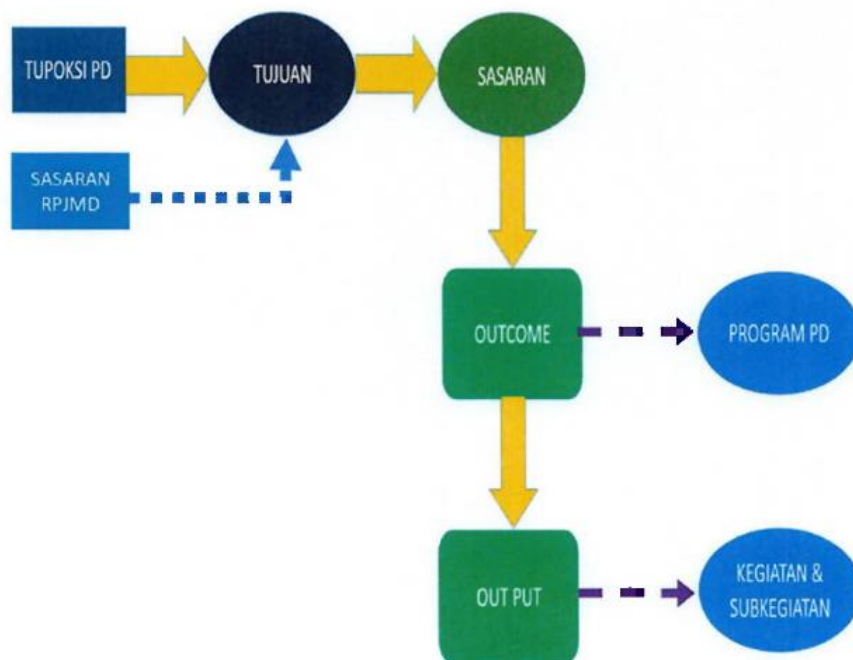 TUPOKSI PD
TUJUAN
SASARAN
SASARAN
RPJMD
OUTCOME
PROGRAM PD
OUT PUT
KEGIATAN &
SUBKEGIATAN